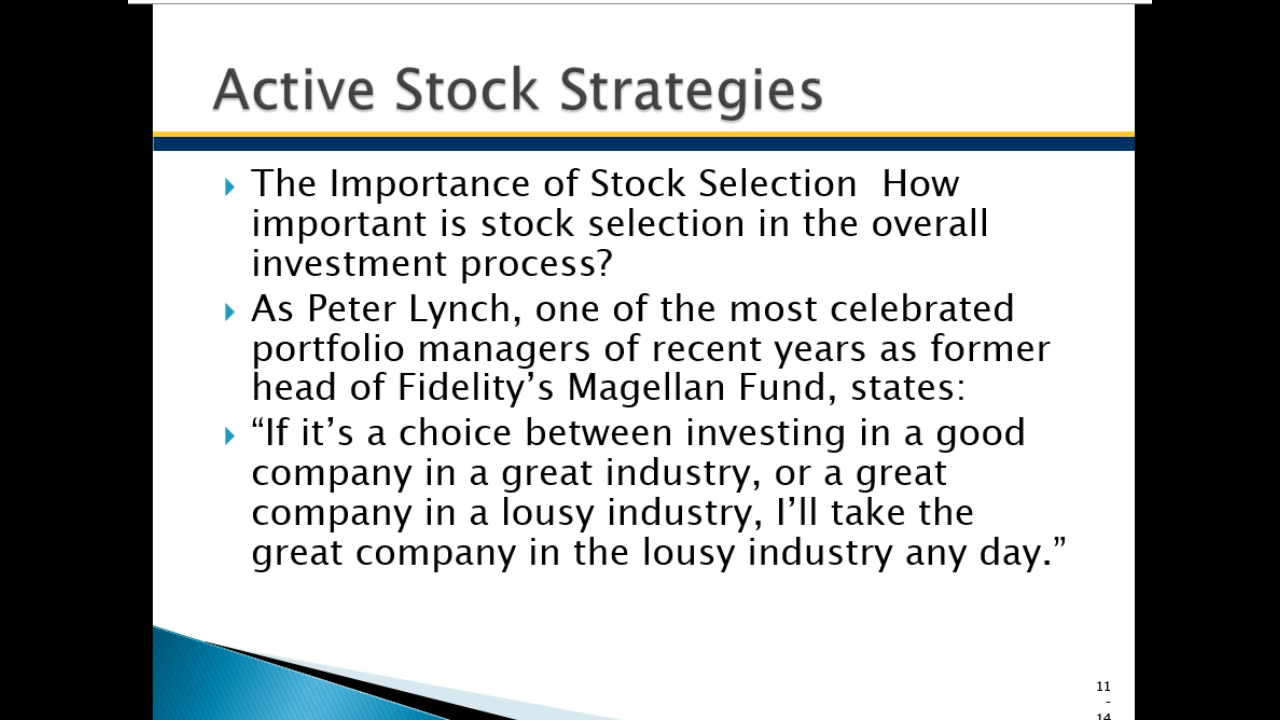 Active Stock Strategies
The Importance of Stock Selection  How
important is stock selection in the overall
investment process?
As Peter Lynch, one of the most celebrated
portfolio managers of recent years as former
head of Fidelity’s Magellan Fund, states:
“If it’s a choice between investing in a good
company in a great industry, or a great
company in a lousy industry, I’ll take the
great company in the lousy industry any day.”
11
-
14